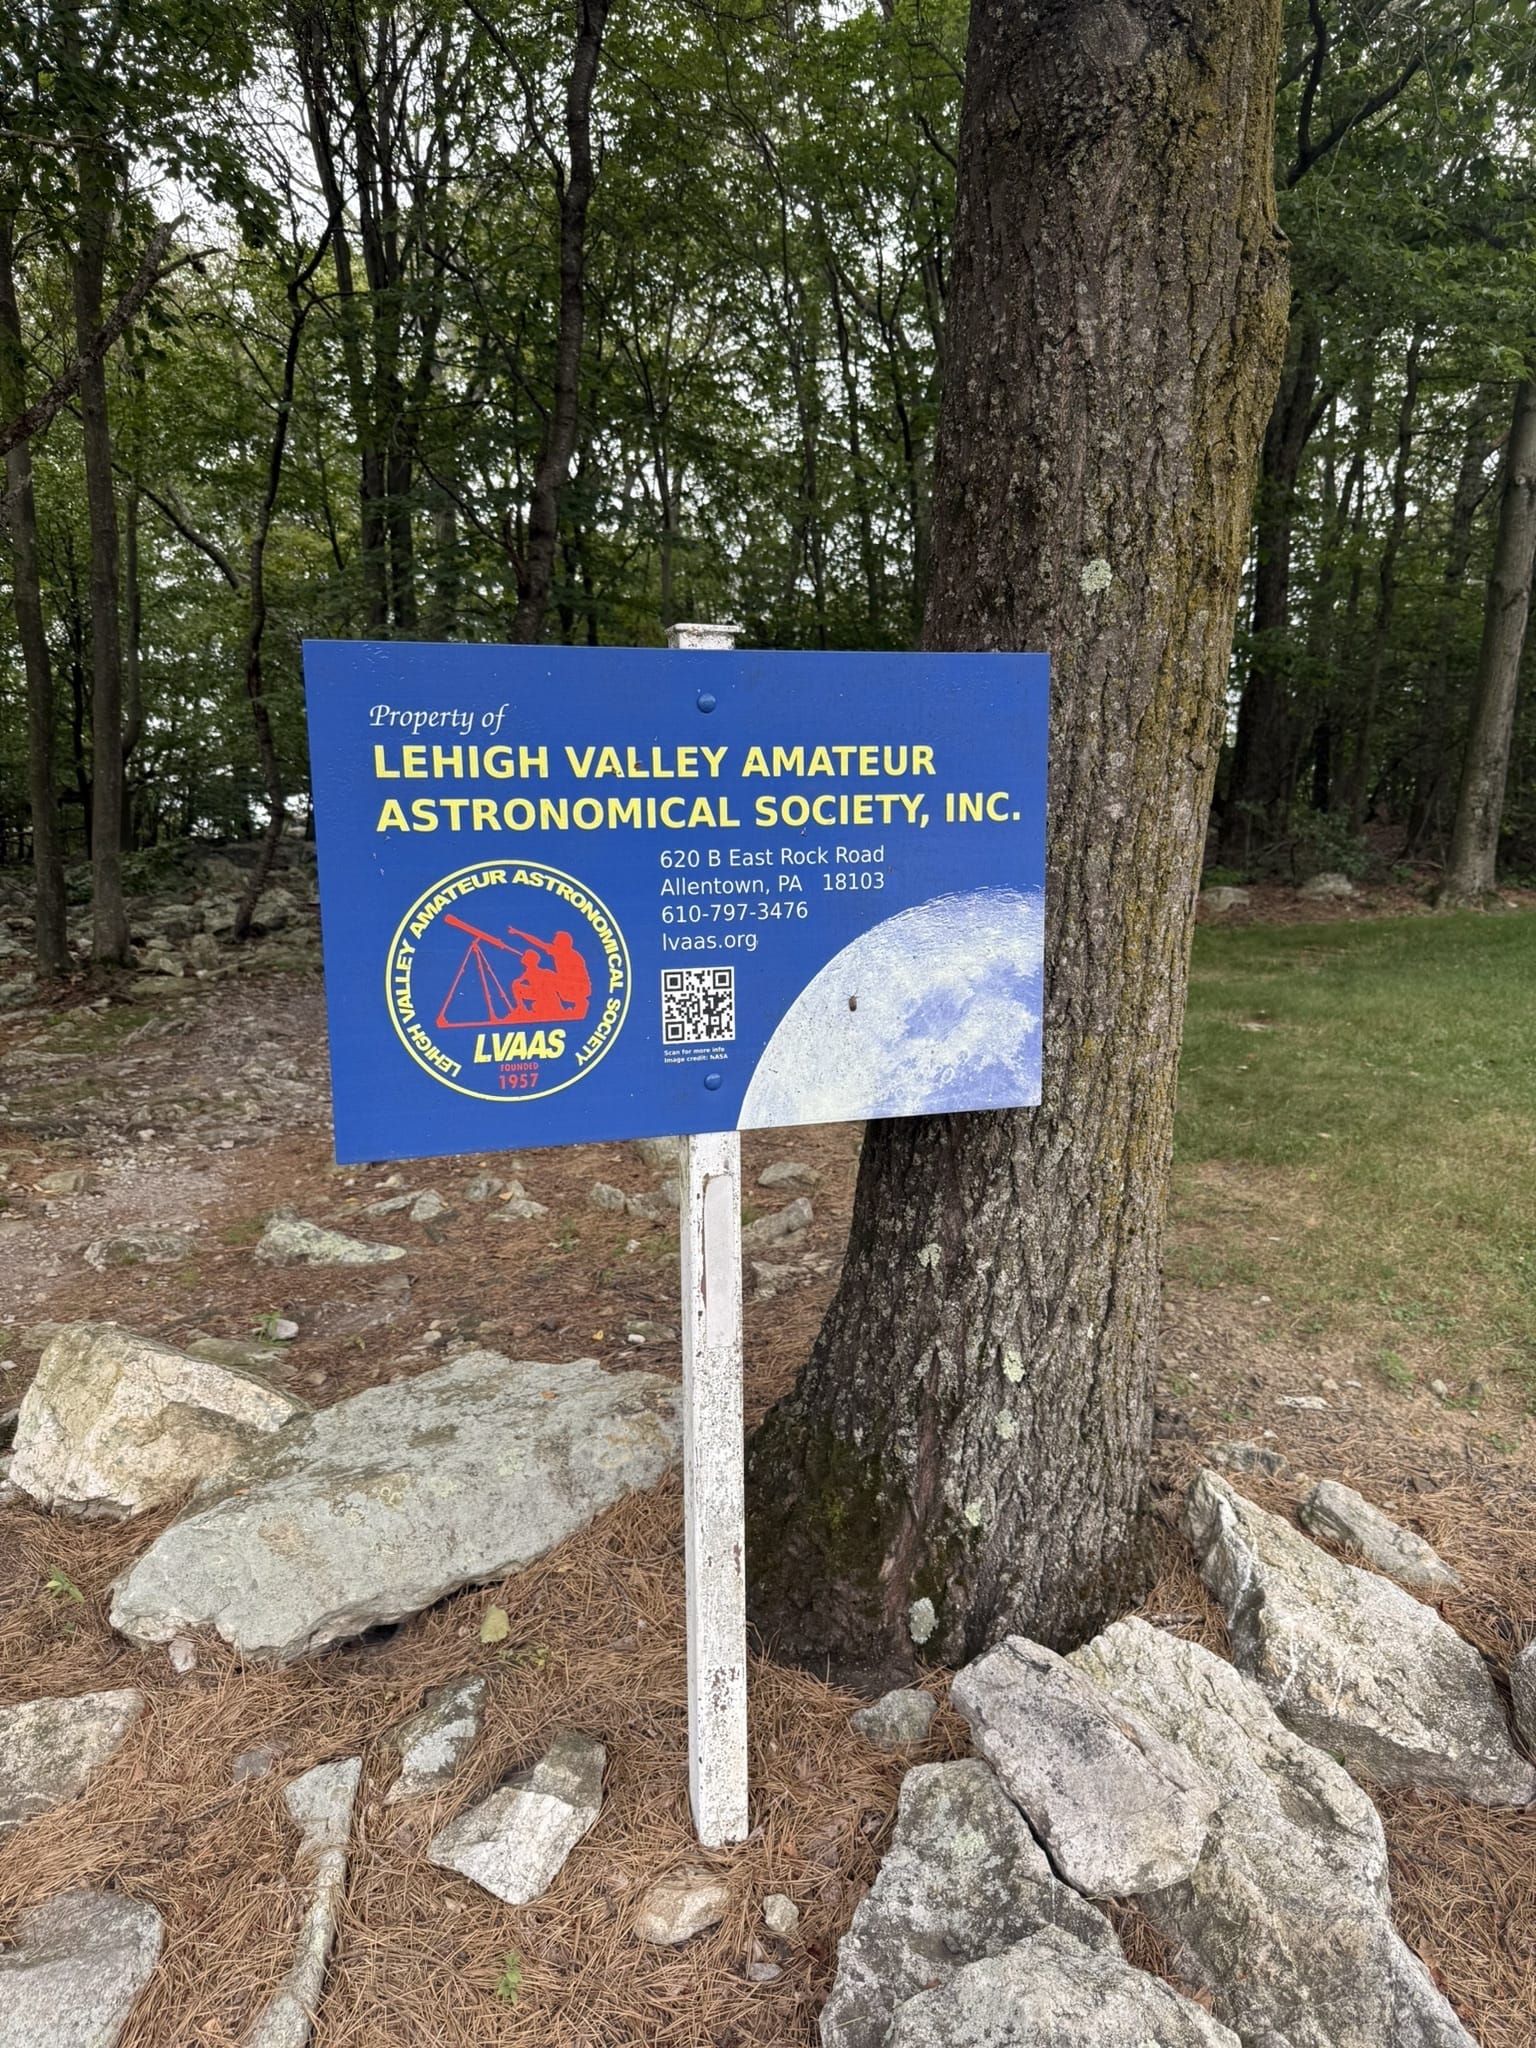 Property of
LEHIGH VALLEY AMATEUR
ASTRONOMICAL SOCIETY, INC.
620 B East Rock Road
Allentown, PA 18103
610-797-3476
lvaas.org
LEHIGH VALLEY AMATEUR ASTRONOMICAL SOCIETY
LVAAS
FOUNDED
1957
Scan for more info
Image credit: NASA